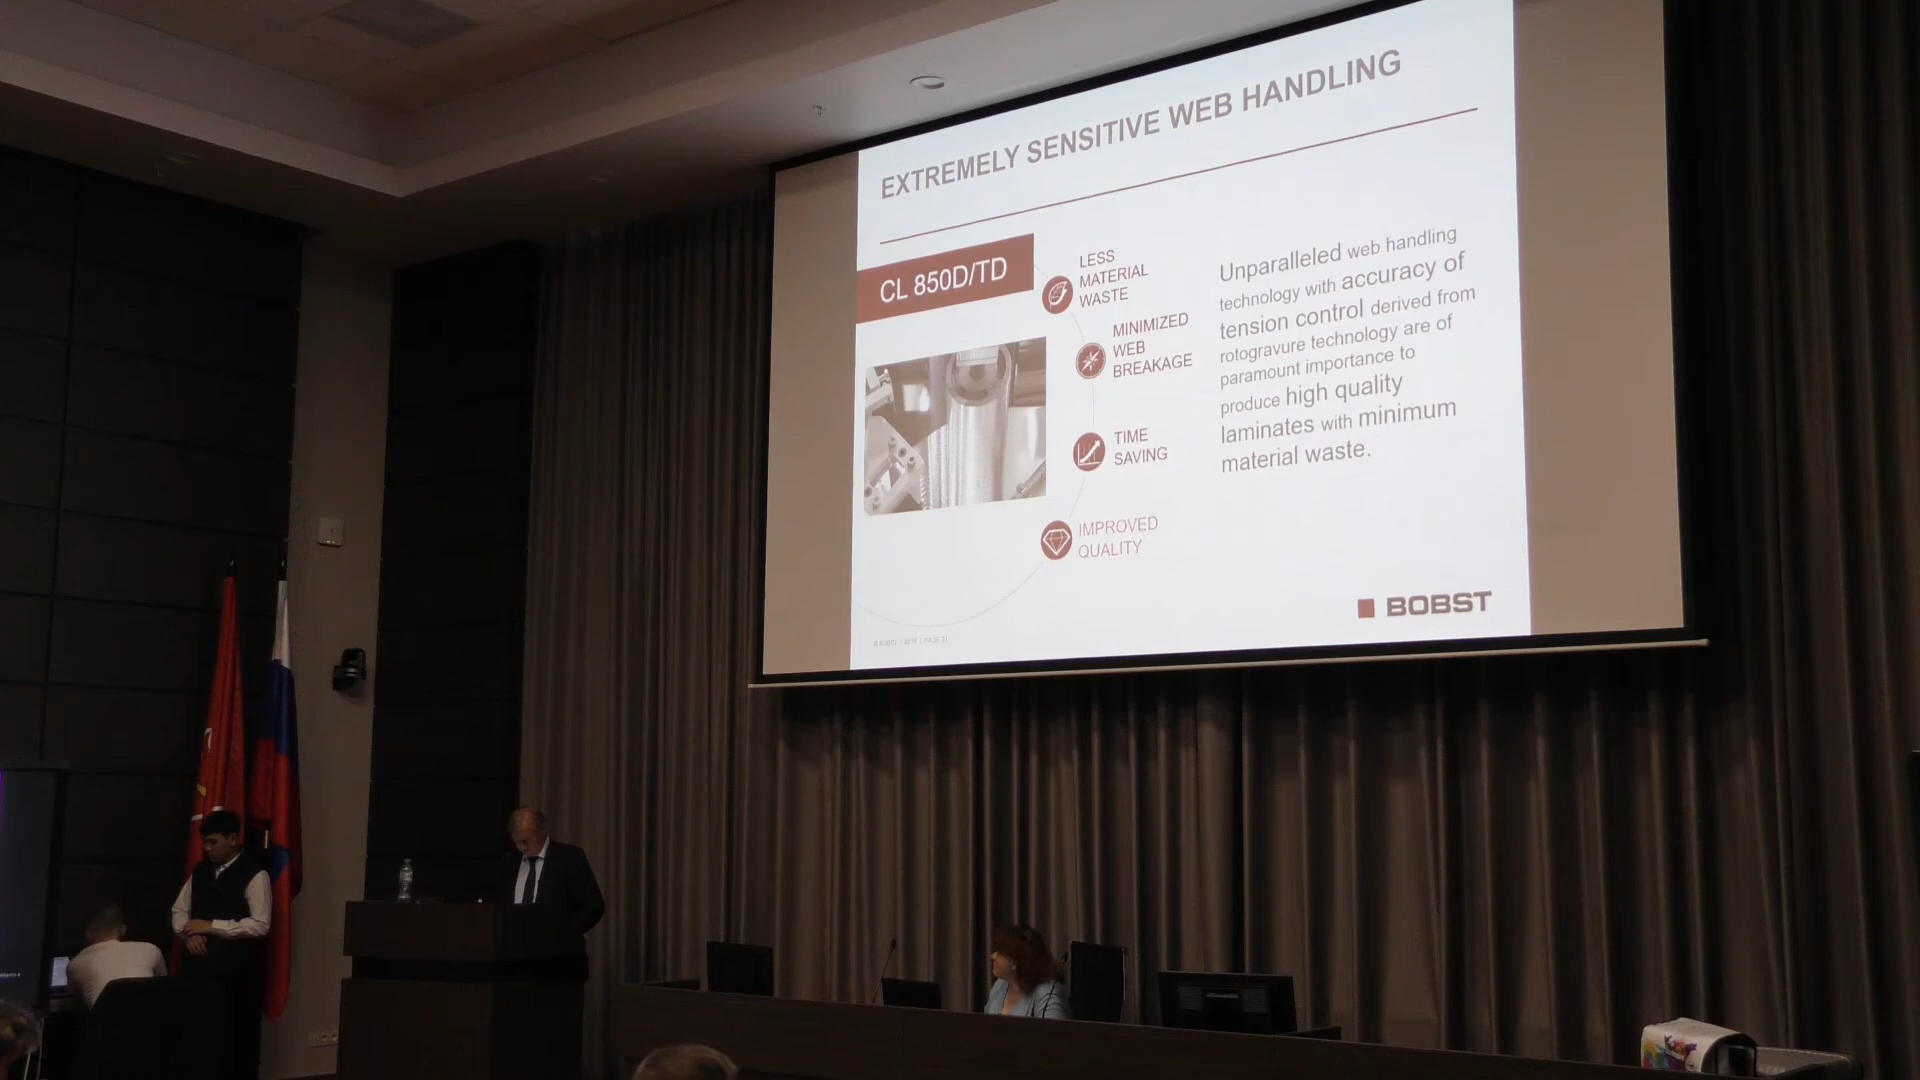 EXTREMELY SENSITIVE WEB HANDLING
CL 850D/TD
LESS
MATERIAL
WASTE
MINIMIZED
WEB
BREAKAGE
TIME
SAVING
IMPROVED
QUALITY
Unparalleled web handling
technology with accuracy of
tension control derived from
rotogravure technology are of
paramount importance to
produce high quality
laminates with minimum
material waste.
BOBST